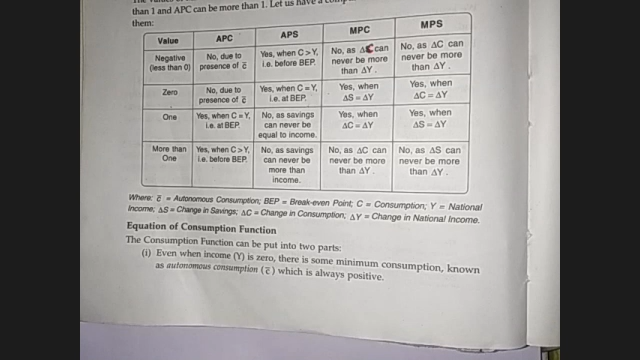 than 1 and APC can be more than 1. Let us have a
them:
Value APC APS MPC MPS
Negative (less than 0) No, due to presence of c̄ Yes, when C > Y, i.e. before BEP. No, as ΔC can never be more than ΔY. No, as ΔC can never be more than ΔY.
Zero No, due to presence of c̄ Yes, when C = Y, i.e. at BEP. Yes, when ΔS = ΔY Yes, when ΔC = ΔY
One Yes, when C = Y, i.e. at BEP. No, as savings can never be equal to income. Yes, when ΔC = ΔY Yes, when ΔS = ΔY
More than One Yes, when C > Y, i.e. before BEP. No, as savings can never be more than income. No, as ΔC can never be more than ΔY. No, as ΔS can never be more than ΔY.
Where: c̄ = Autonomous Consumption; BEP = Break-even Point; C = Consumption; Y = National
Income; ΔS = Change in Savings; ΔC = Change in Consumption; ΔY = Change in National Income.
Equation of Consumption Function
The Consumption Function can be put into two parts:
(i) Even when income (Y) is zero, there is some minimum consumption, known
as autonomous consumption (c̄) which is always positive.